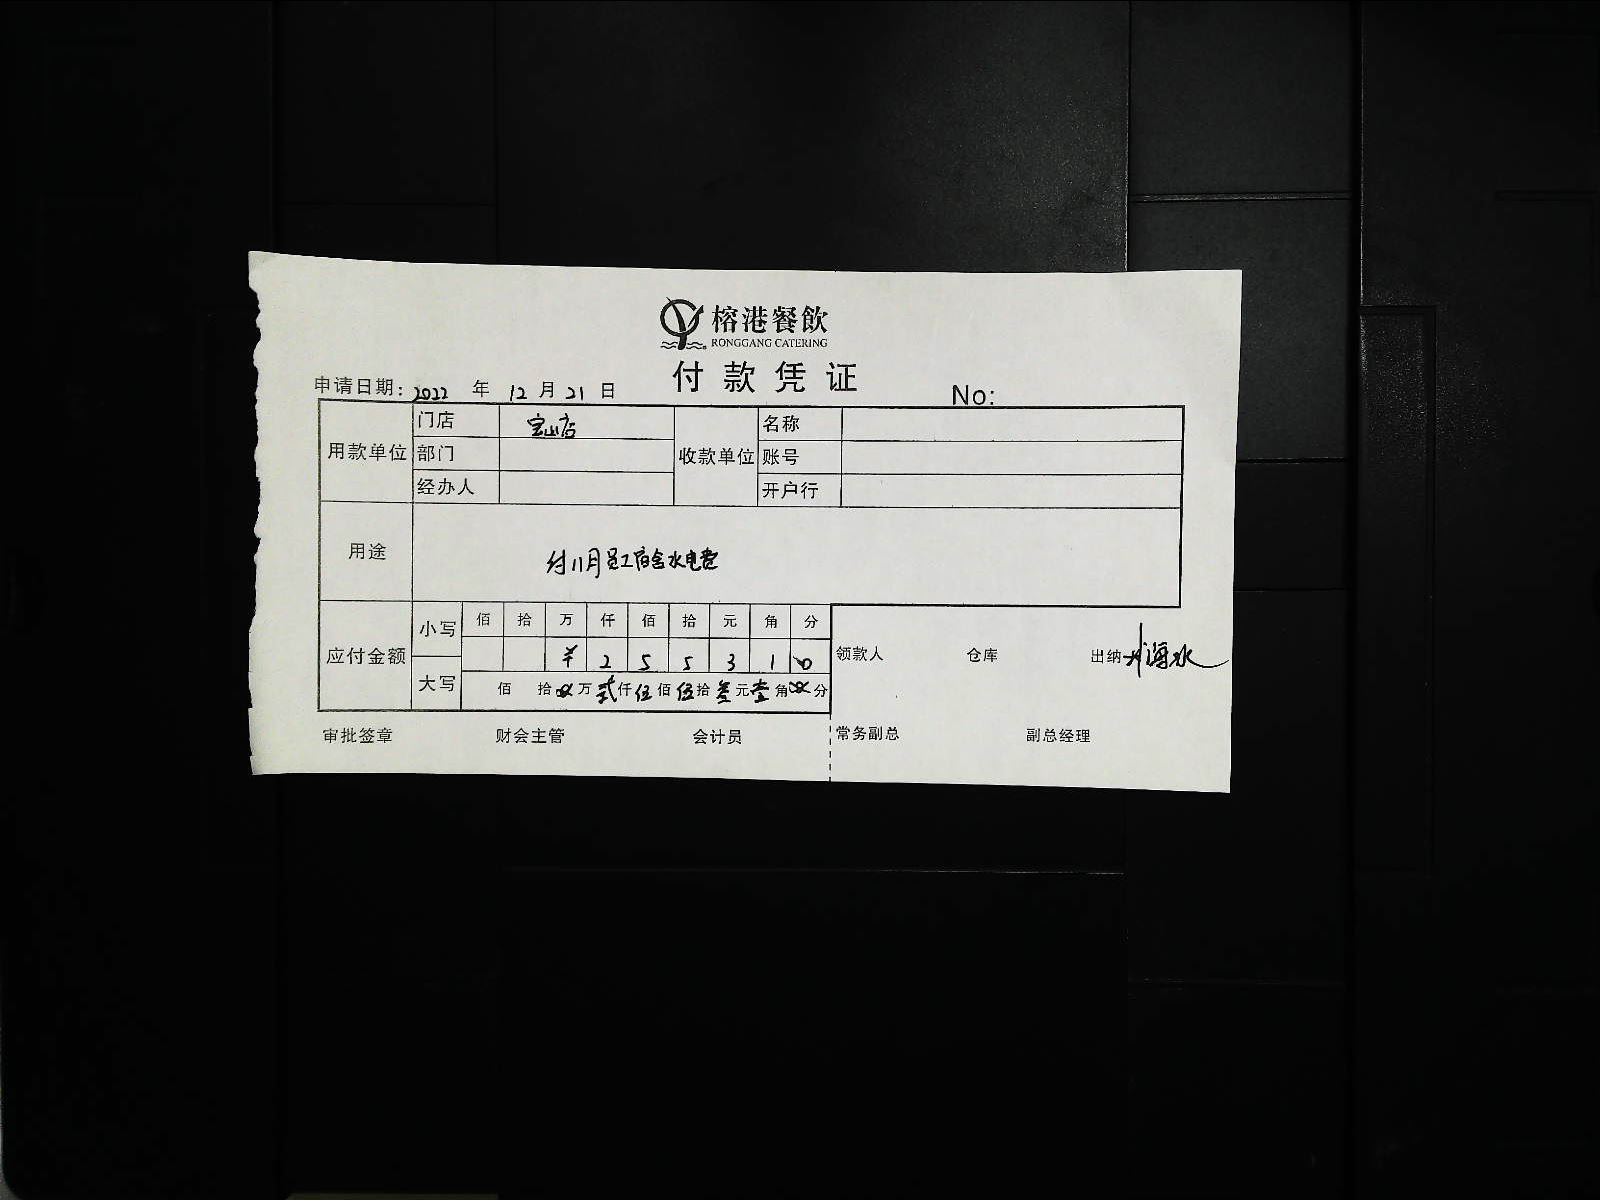 榕港餐飲
RONGGANG CATERING
付款凭证
申请日期：2022 年 12 月 21 日 No:
用款单位 门店 宝山店 收款单位 名称
部门 账号
经办人 开户行
用途 付11月员工宿舍水电费
应付金额 小写 佰 拾 万 仟 佰 拾 元 角 分
¥ 2 5 5 3 1 0
大写 佰 拾 万 贰仟 伍佰 伍拾 叁元 壹角 分
领款人 仓库 出纳
审批签章 财会主管 会计员 常务副总 副总经理